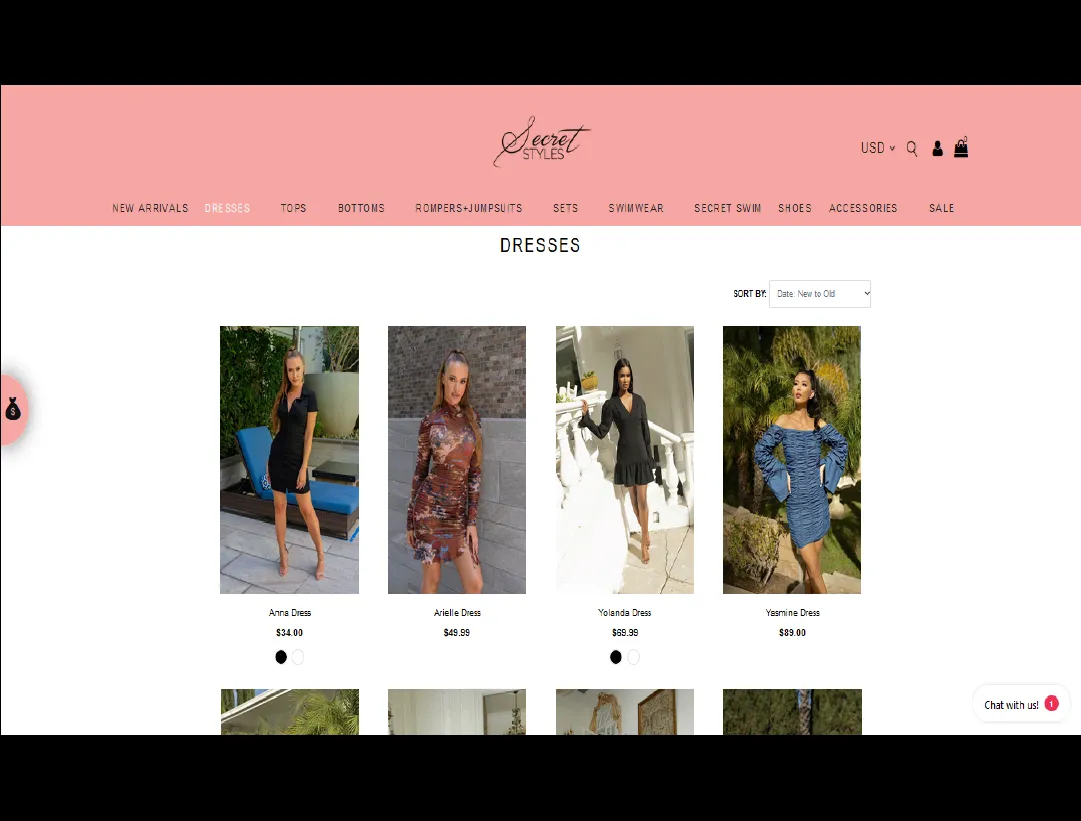 Secret
STYLES
USD
0
NEW ARRIVALS DRESSES TOPS BOTTOMS ROMPERS+JUMPSUITS SETS SWIMWEAR SECRET SWIM SHOES ACCESSORIES SALE
DRESSES
SORT BY: Date: New to Old
$
Anna Dress Arielle Dress Yolanda Dress Yasmine Dress
$34.00 $49.99 $69.99 $89.00
Chat with us! 1